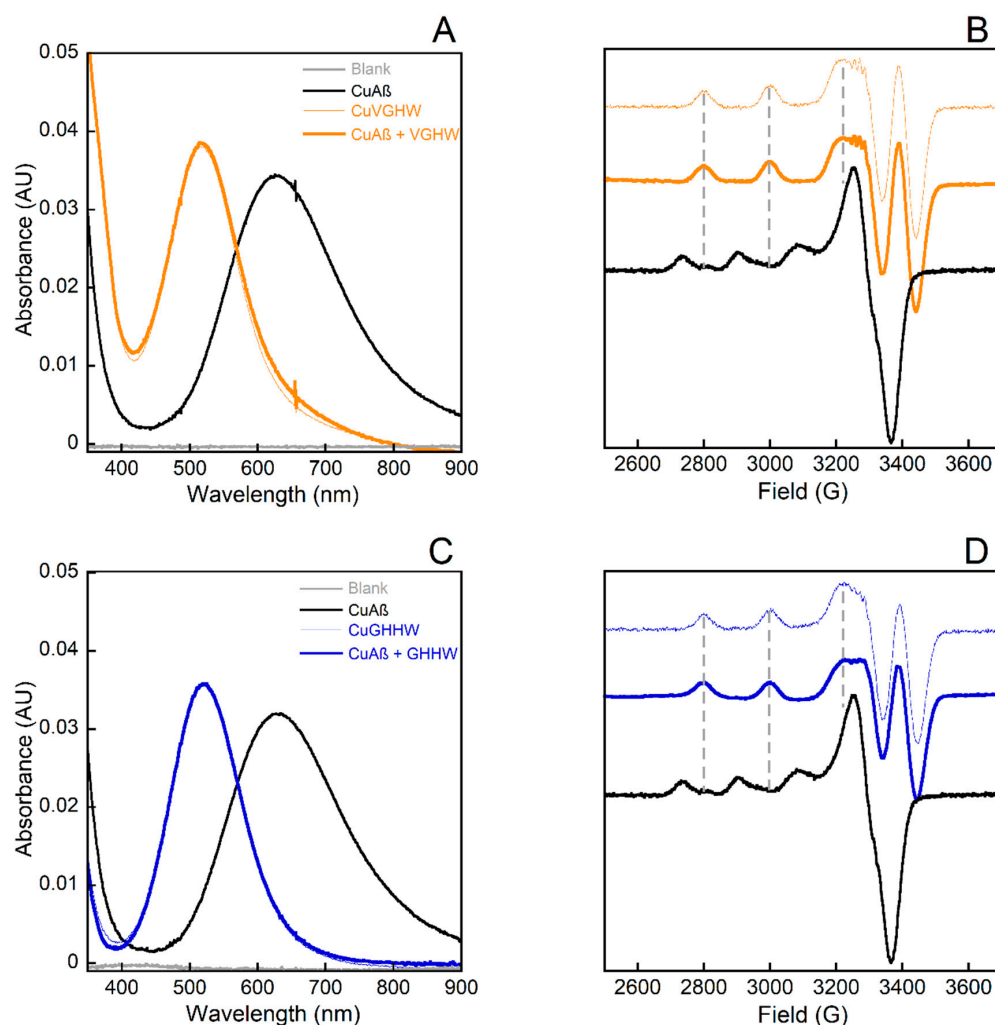 A
B
0.05
0.04
0.03
0.02
0.01
0
Absorbance (AU)
Blank
CuAß
CuVGHW
CuAß + VGHW
400 500 600 700 800 900
Wavelength (nm)
2600 2800 3000 3200 3400 3600
Field (G)
C
D
0.05
0.04
0.03
0.02
0.01
0
Absorbance (AU)
Blank
CuAß
CuGHHW
CuAß + GHHW
400 500 600 700 800 900
Wavelength (nm)
2600 2800 3000 3200 3400 3600
Field (G)